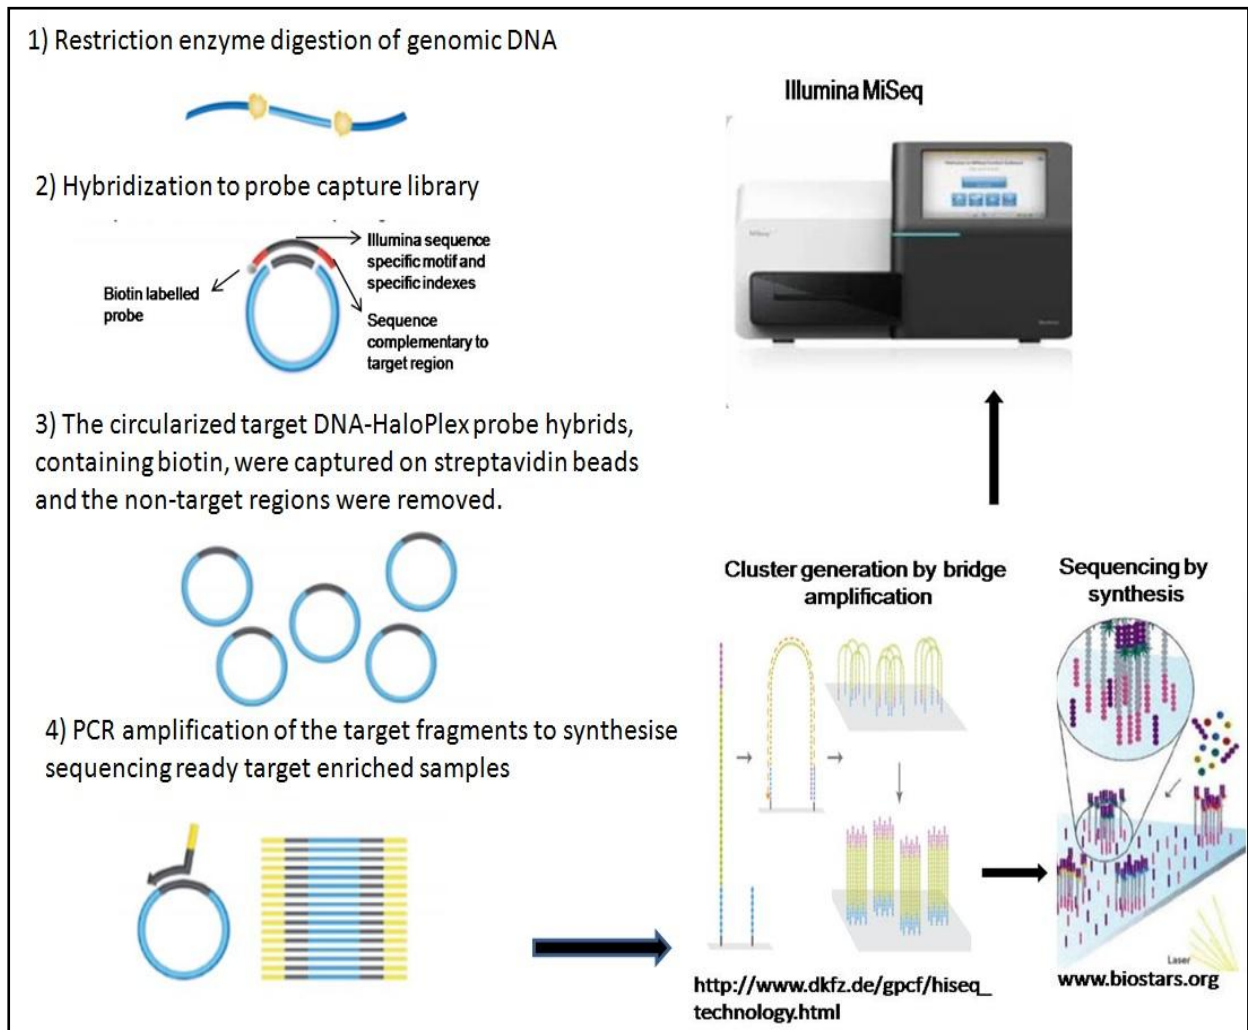 1) Restriction enzyme digestion of genomic DNA
2) Hybridization to probe capture library
Illumina sequence
specific motif and
specific indexes
Biotin labelled
probe
Sequence
complementary to
target region
3) The circularized target DNA-HaloPlex probe hybrids,
containing biotin, were captured on streptavidin beads
and the non-target regions were removed.
4) PCR amplification of the target fragments to synthesise
sequencing ready target enriched samples
Illumina MiSeq
MiSeq
Cluster generation by bridge
amplification
http://www.dkfz.de/gpcf/hiseq_
technology.html
Sequencing by
synthesis
Laser
www.biostars.org